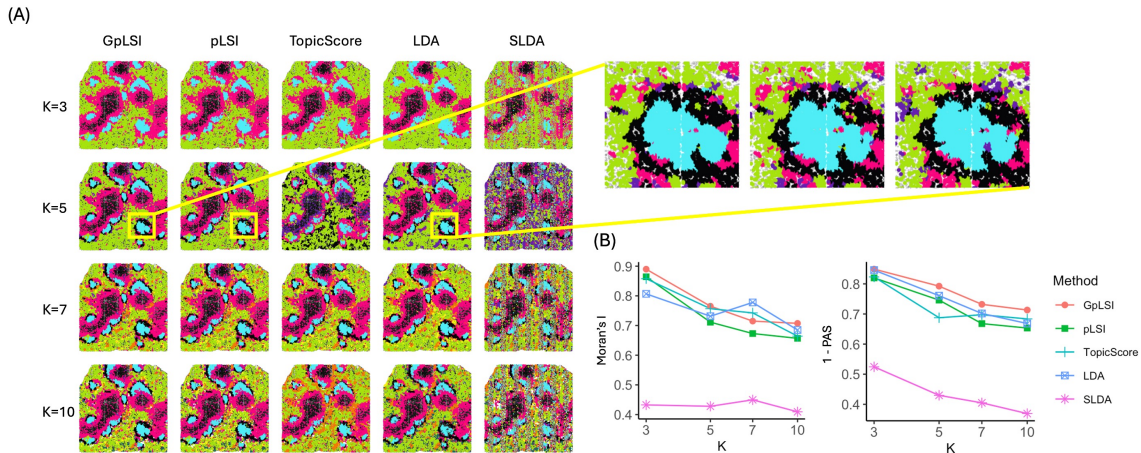 (A)
GpLSI pLSI TopicScore LDA SLDA
K=3
K=5
K=7
K=10
(B)
Moran's I
0.9
0.8
0.7
0.6
0.5
0.4
3 5 7 10
K
1 - PAS
0.8
0.7
0.6
0.5
0.4
3 5 7 10
K
Method
GpLSI
pLSI
TopicScore
LDA
SLDA